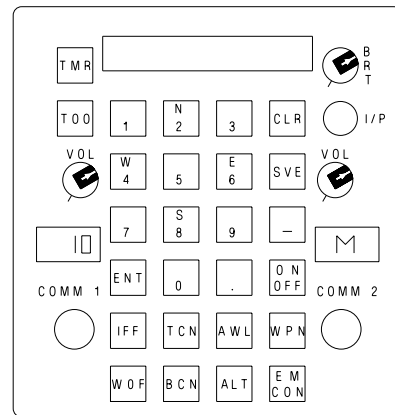 TMR
B
R
T
TOO
1
N
2
3
CLR
I/P
VOL
W
4
5
E
6
SVE
VOL
7
S
8
9
—
10
M
COMM 1
ENT
0
.
ON
OFF
COMM 2
IFF
TCN
AWL
WPN
WOF
BCN
ALT
EM
CON